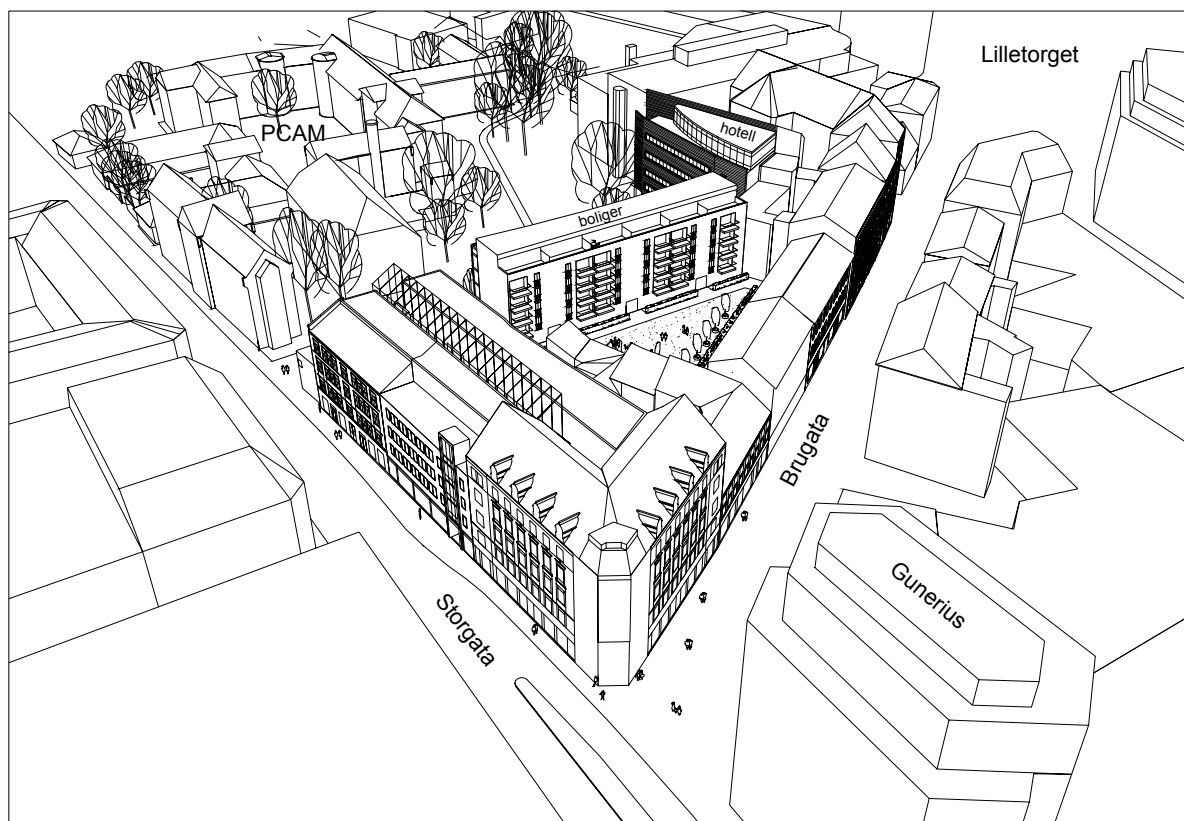 Lilletorget
PCAM
hotell
boliger
Brugata
Gunerius
Storgata